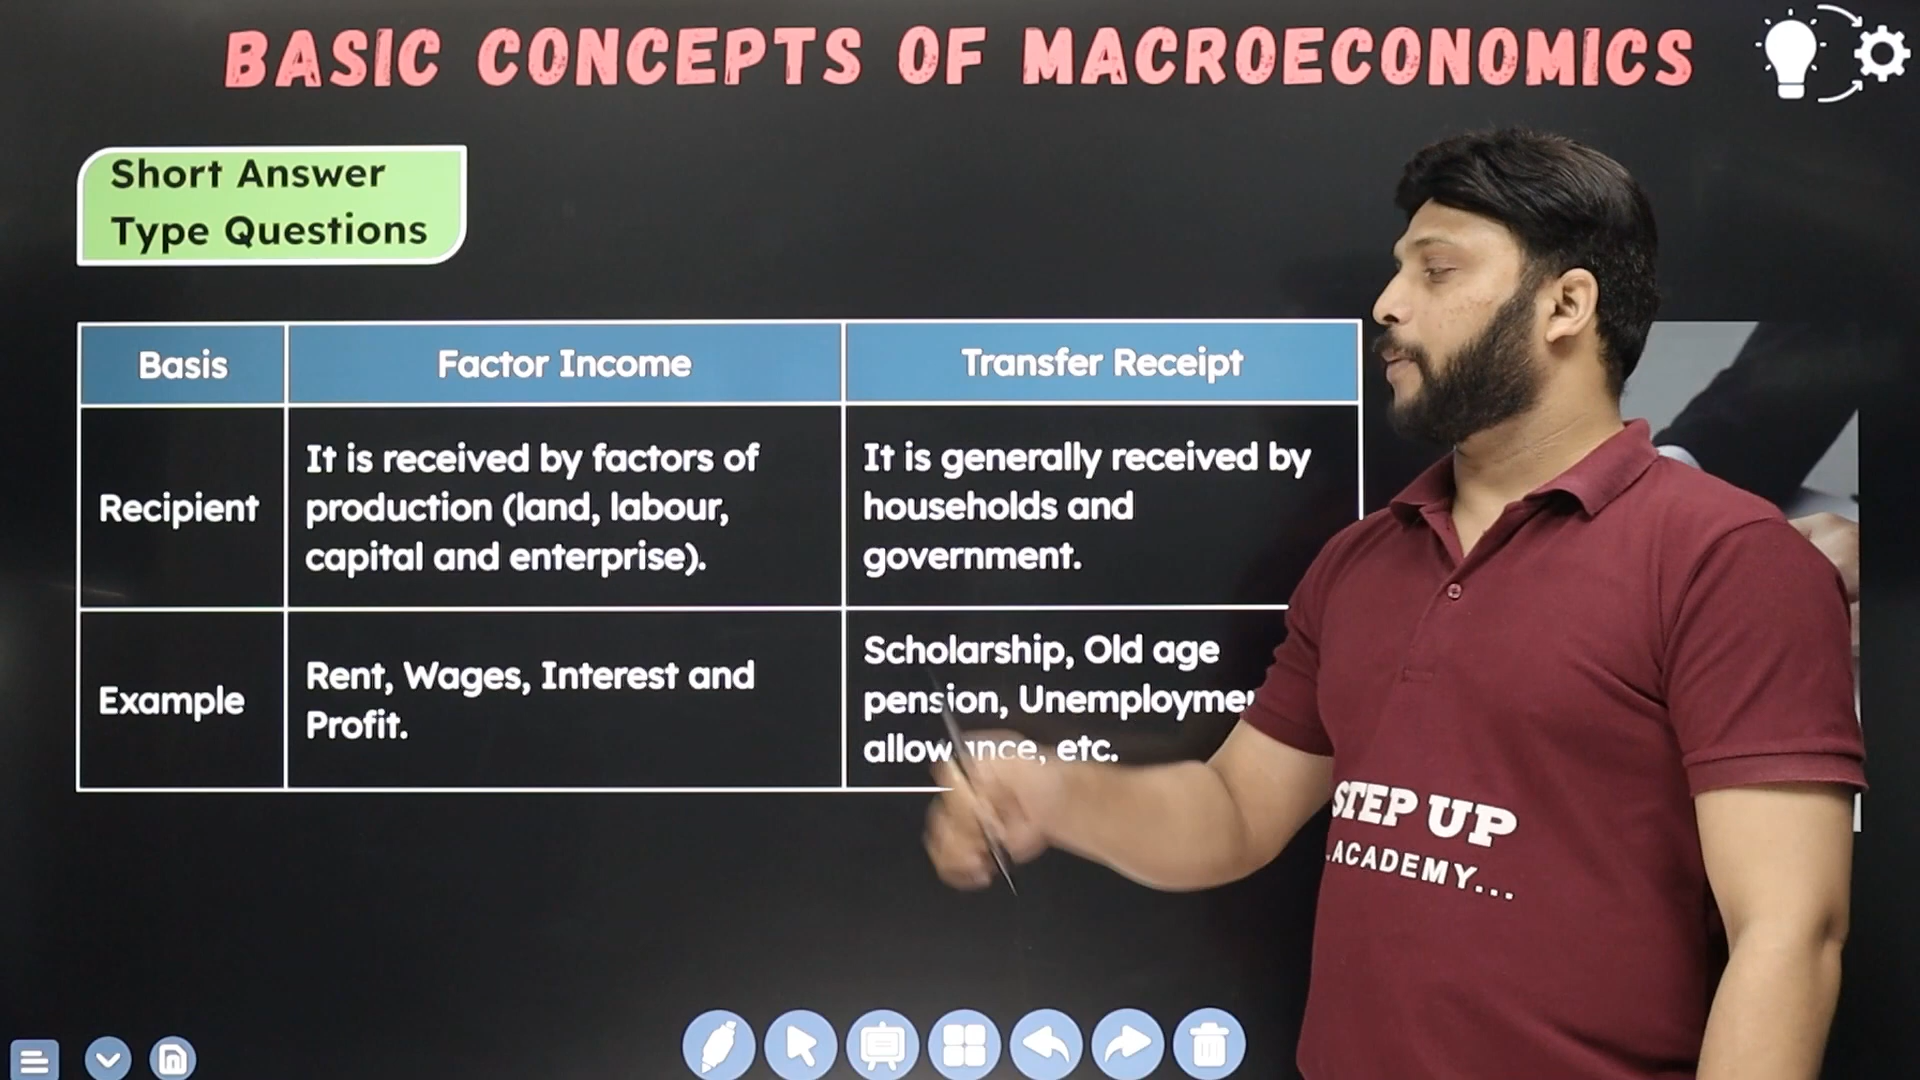 BASIC CONCEPTS OF MACROECONOMICS
Short Answer
Type Questions
Basis
Factor Income
Transfer Receipt
Recipient
It is received by factors of
production (land, labour,
capital and enterprise).
It is generally received by
households and
government.
Example
Rent, Wages, Interest and
Profit.
Scholarship, Old age
pension,
allowance, etc.
STEP UP
ACADEMY...